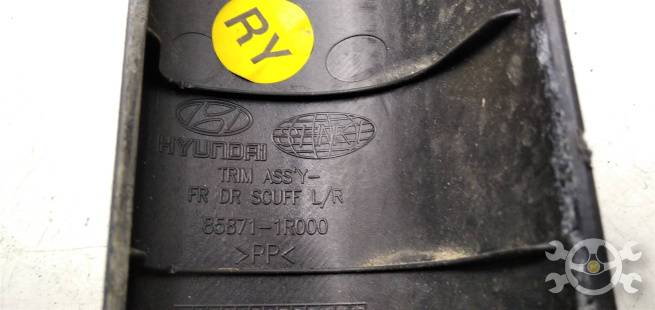 RY
HYUNDAI
TRIM ASS'Y-
FR DR SCUFF L/R
85871-1R000
>PP<